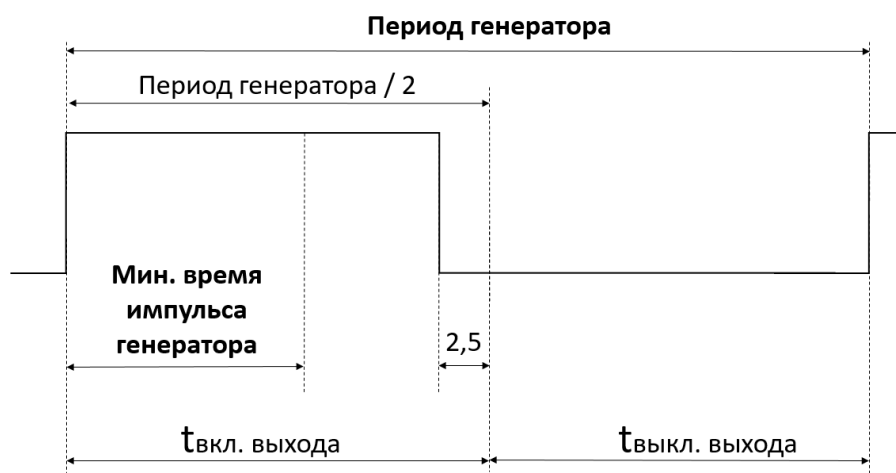 Период генератора
Период генератора / 2
Мин. время
импульса
генератора
2,5
tвкл. выхода
tвыкл. выхода